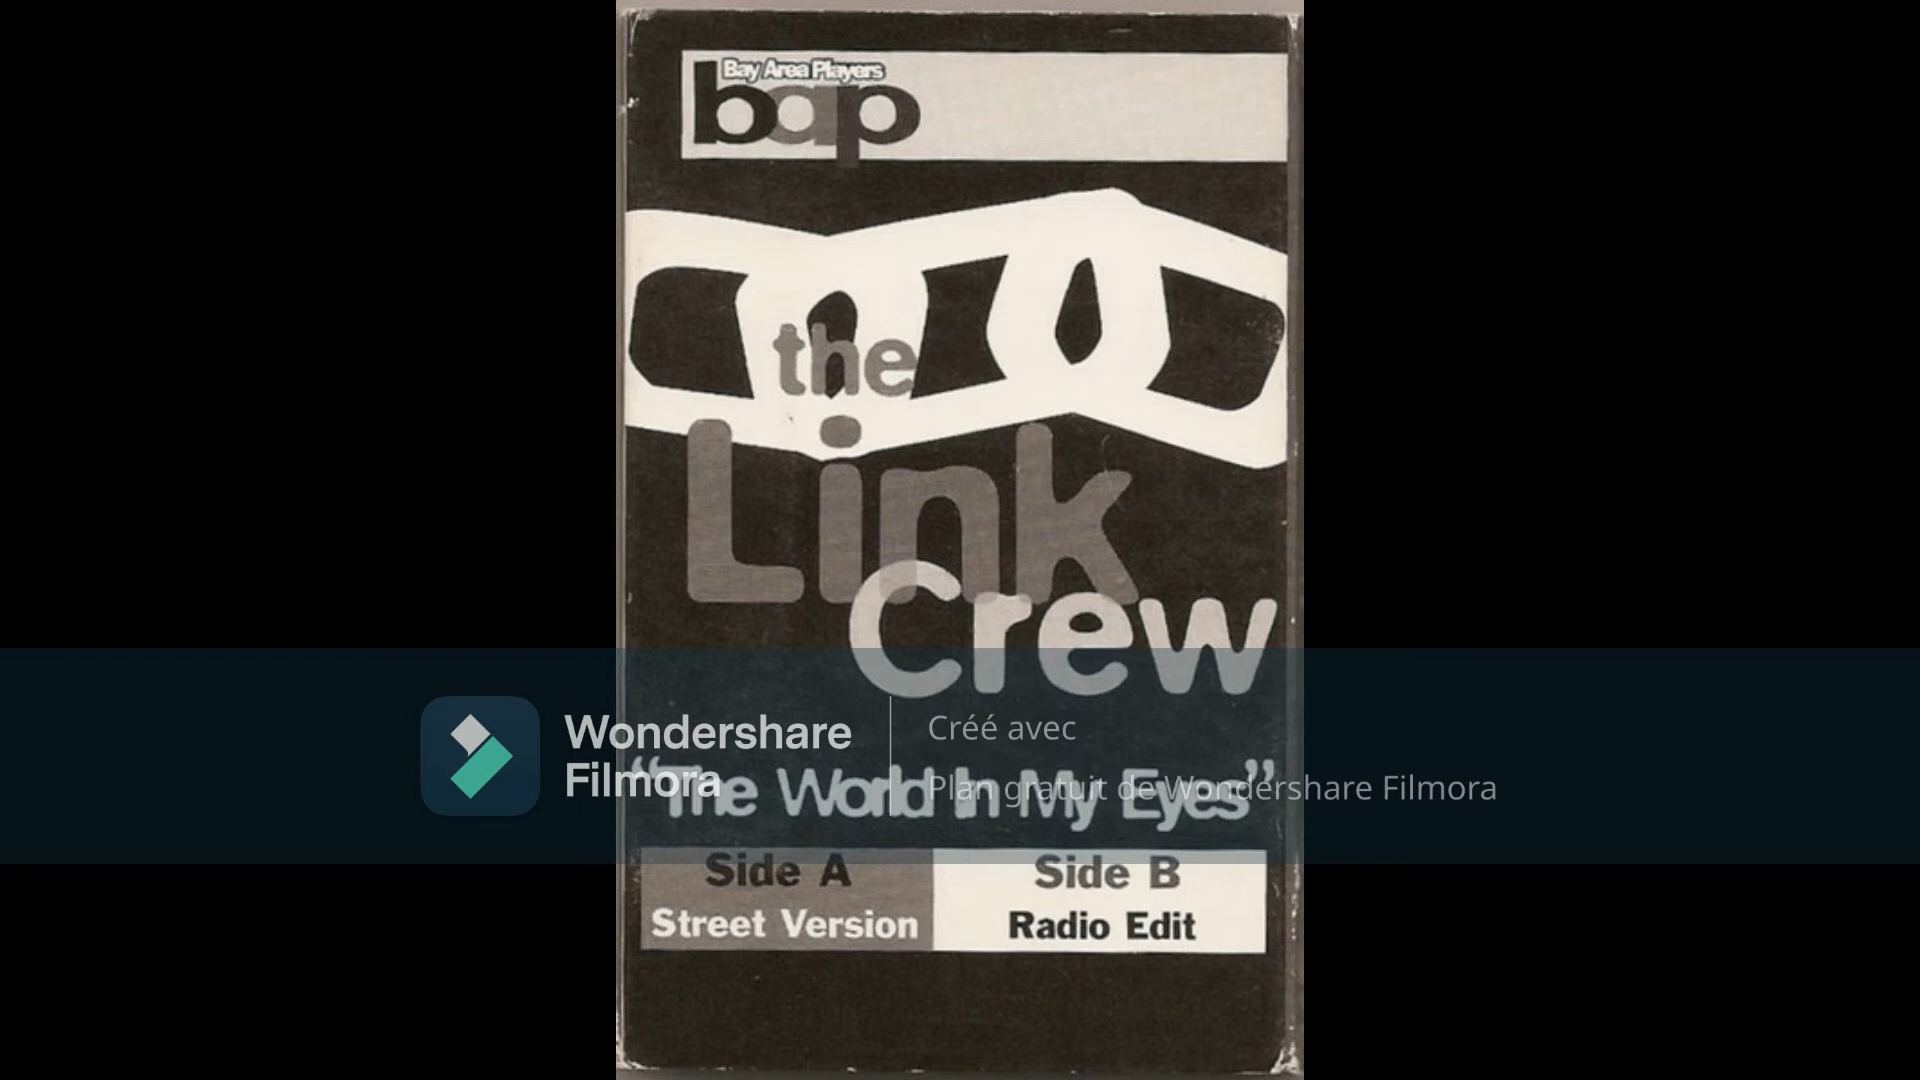 Bay Area Players
bap
the
Link
Crew
Wondershare
Filmora
Créé avec
Plan gratuit de Wondershare Filmora
“The World In My Eyes”
Side A
Street Version
Side B
Radio Edit